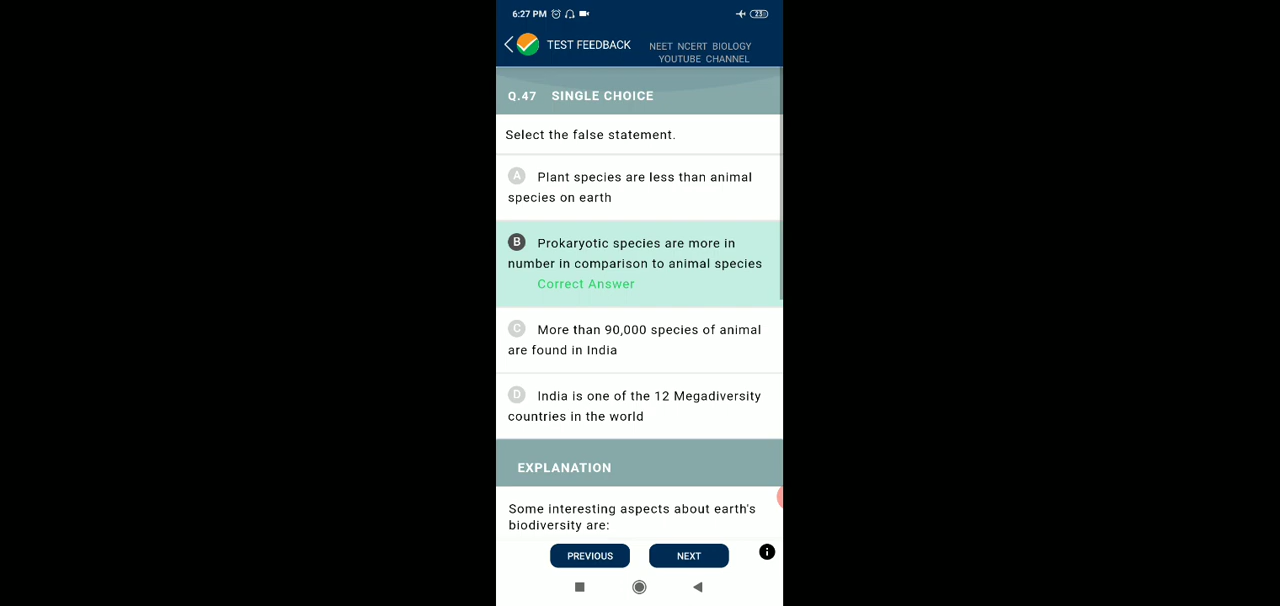 6:27 PM
23
TEST FEEDBACK
NEET NCERT BIOLOGY
YOUTUBE CHANNEL
Q.47 SINGLE CHOICE
Select the false statement.
A Plant species are less than animal
species on earth
B Prokaryotic species are more in
number in comparison to animal species
Correct Answer
C More than 90,000 species of animal
are found in India
D India is one of the 12 Megadiversity
countries in the world
EXPLANATION
Some interesting aspects about earth's
biodiversity are:
PREVIOUS NEXT i